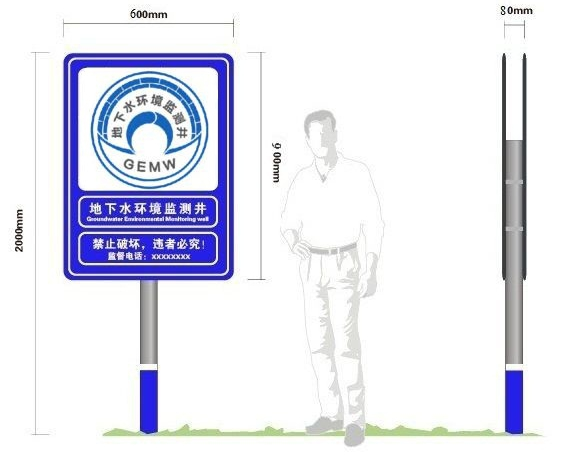 600mm
80mm
地下水环境监测井
GEMW
900mm
2000mm
地下水环境监测井
Groundwater Environmental Monitoring well
禁止破坏，违者必究！
监督电话：xxxxxxxx